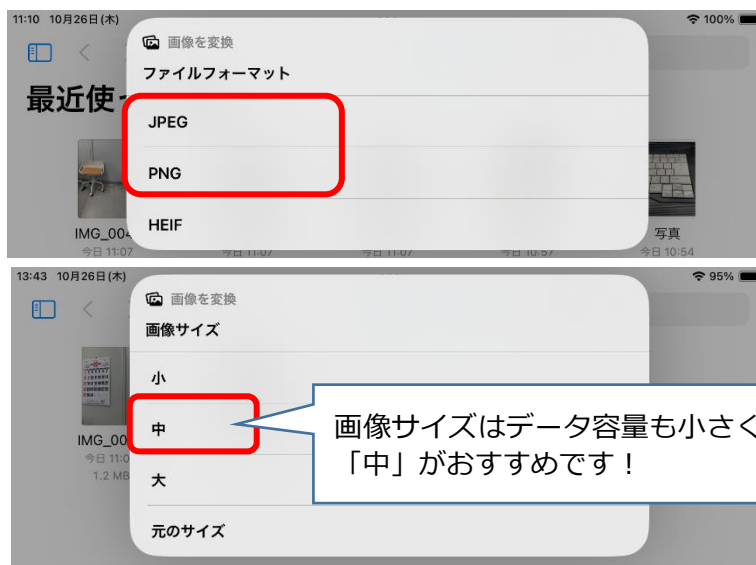 11:10 10月26日(木)
100%
画像を変換
ファイルフォーマット
最近使
JPEG
PNG
HEIF
IMG_004
写真
今日 11:07
今日 11:07
今日 11:07
今日 10:57
今日 10:54
13:43 10月26日(木)
95%
画像を変換
画像サイズ
小
中
画像サイズはデータ容量も小さく
「中」がおすすめです！
IMG_00
今日 11:0
1.2 MB
大
元のサイズ